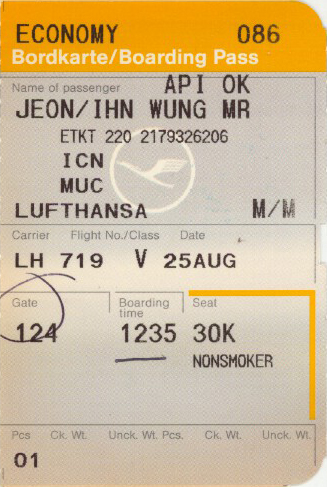 ECONOMY 086
Bordkarte/Boarding Pass
Name of passenger API OK
JEON/IHN WUNG MR
ETKT 220 2179326206
ICN
MUC
LUFTHANSA M/M
Carrier Flight No./Class Date
LH 719 V 25AUG
Gate Boarding time Seat
124 1235 30K
NONSMOKER
Pcs Ck. Wt. Unck. Wt. Pcs. Ck. Wt. Unck. Wt.
01